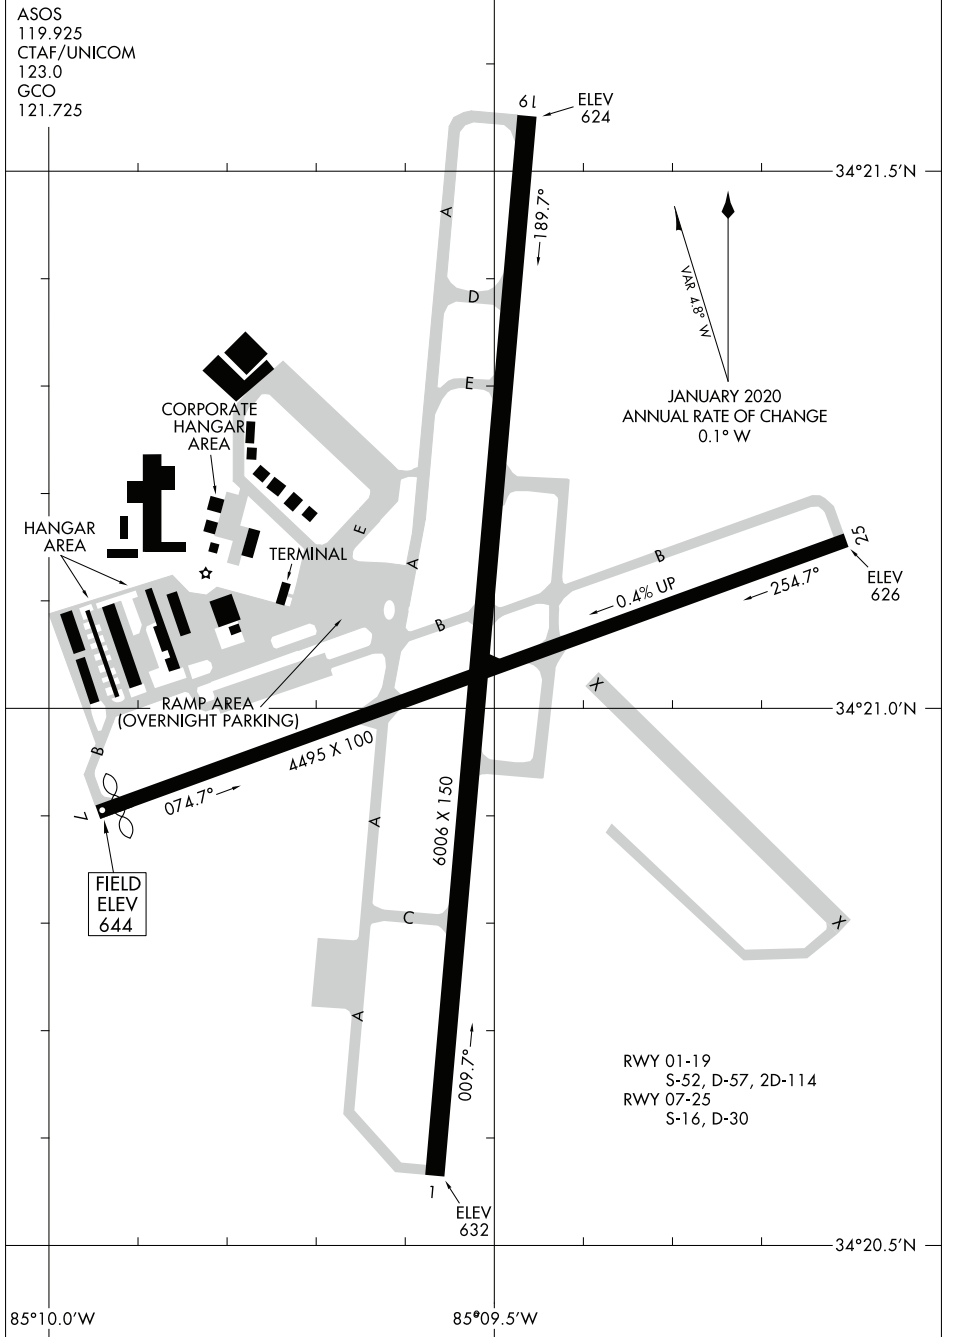 ASOS
119.925
CTAF/UNICOM
123.0
GCO
121.725
19
ELEV
624
34°21.5'N
A
189.7°
D
VAR 4.8° W
E
JANUARY 2020
ANNUAL RATE OF CHANGE
0.1° W
CORPORATE
HANGAR
AREA
HANGAR
AREA
E
TERMINAL
A
B
25
ELEV
626
0.4% UP
254.7°
B
X
RAMP AREA
(OVERNIGHT PARKING)
34°21.0'N
B
4495 X 100
074.7°
7
A
6006 X 150
FIELD
ELEV
644
C
X
A
009.7°
RWY 01-19
S-52, D-57, 2D-114
RWY 07-25
S-16, D-30
1
ELEV
632
34°20.5'N
85°10.0'W
85°09.5'W